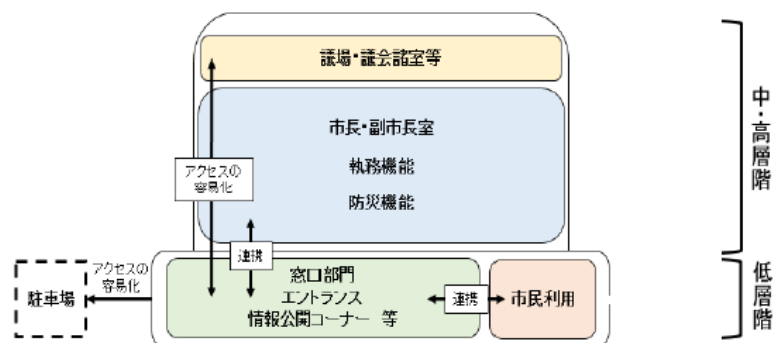 議場・議会諸室等
市長・副市長室
執務機能
防災機能
アクセスの
容易化
連携
窓口部門
エントランス
情報公開コーナー 等
連携
市民利用
アクセスの
容易化
駐車場
中・高層階
低層階